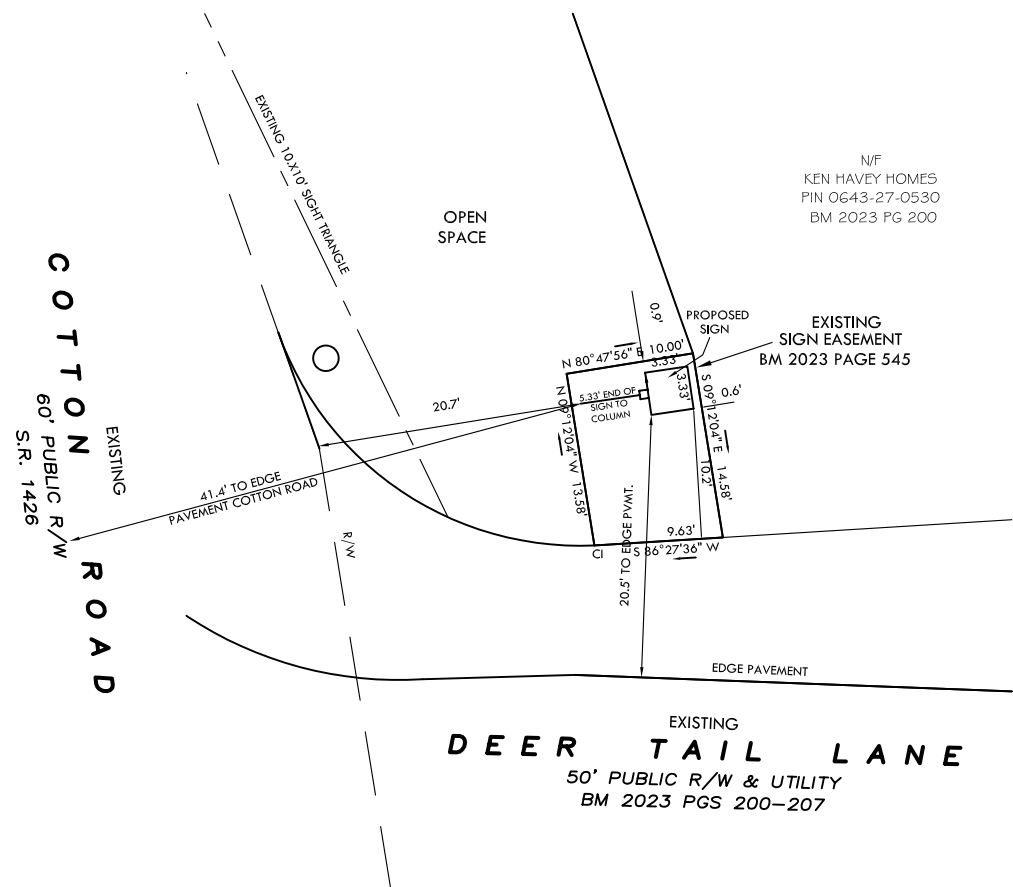 EXISTING 10.X10' SIGHT TRIANGLE
OPEN
SPACE
N/F
KEN HAVEY HOMES
PIN 0643-27-0530
BM 2023 PG 200
COTTON ROAD
60' PUBLIC R/W
S.R. 1426
EXISTING
0.9'
PROPOSED
SIGN
EXISTING
SIGN EASEMENT
BM 2023 PAGE 545
N 80°47'56" E 10.00'
3.33'
3.33'
S 09°12'04" E 14.58'
0.6'
N 09°12'04" W 13.58'
5.33' END OF
SIGN TO
COLUMN
20.7'
41.4' TO EDGE
PAVEMENT COTTON ROAD
10.2'
R/W
9.63'
CI
S 86°27'36" W
20.5' TO EDGE PVMT.
EDGE PAVEMENT
EXISTING
DEER TAIL LANE
50' PUBLIC R/W & UTILITY
BM 2023 PGS 200-207